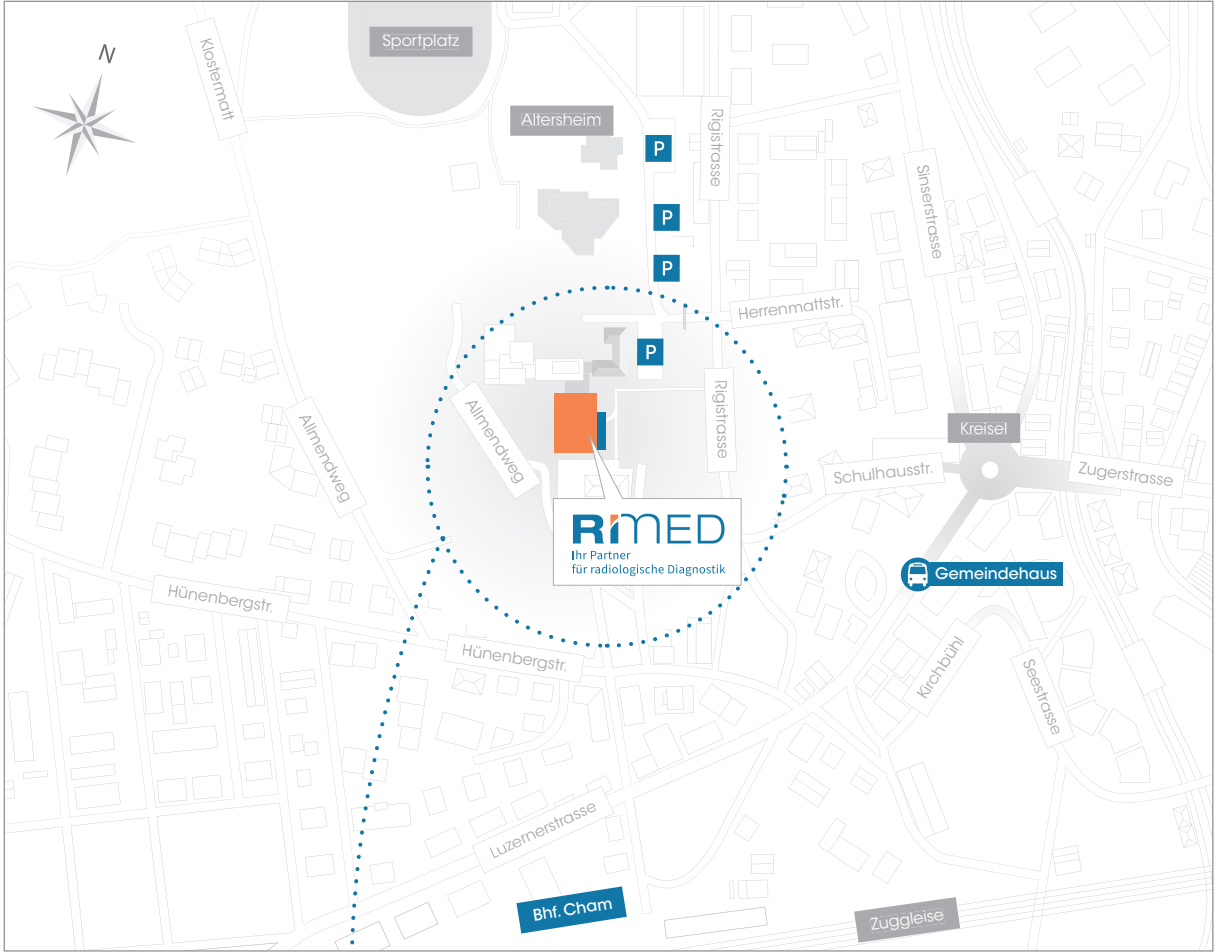 Sportplatz
Klostermatt
N
Altersheim
P
Rigistrasse
Sinserstrasse
P
P
Herrenmattstr.
P
Allmendweg
Rigistrasse
Allmendweg
Kreisel
Schulhausstr.
Zugerstrasse
RIMED
Ihr Partner
für radiologische Diagnostik
Gemeindehaus
Hünenbergstr.
Hünenbergstr.
Kirchbühl
Seestrasse
Luzernerstrasse
Bhf. Cham
Zuggleise